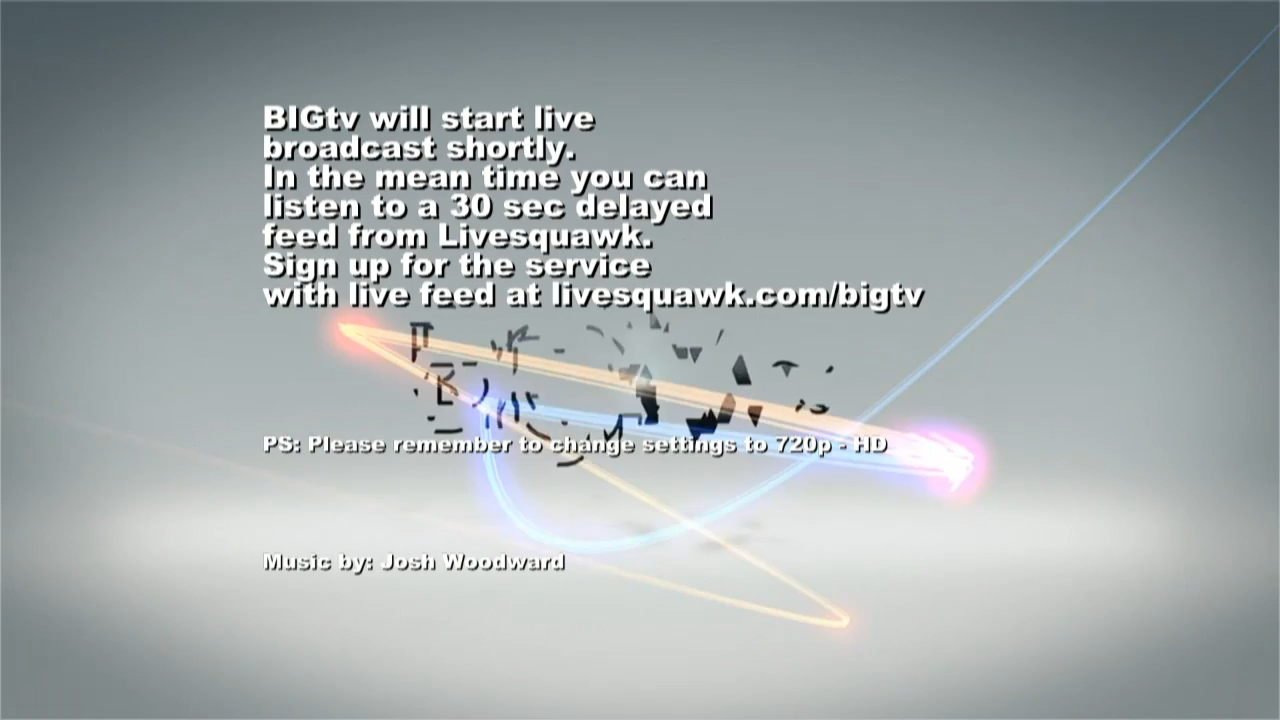 BIGtv will start live
broadcast shortly.
In the mean time you can
listen to a 30 sec delayed
feed from Livesquawk.
Sign up for the service
with live feed at livesquawk.com/bigtv
PS: Please remember to change settings to 720p - HD
Music by: Josh Woodward